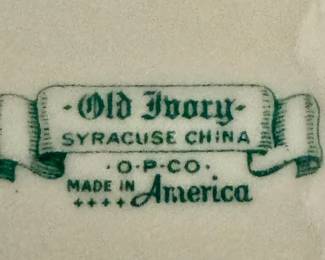 ·Old Ivory·
SYRACUSE CHINA
·O·P·CO·
MADE IN America
++++